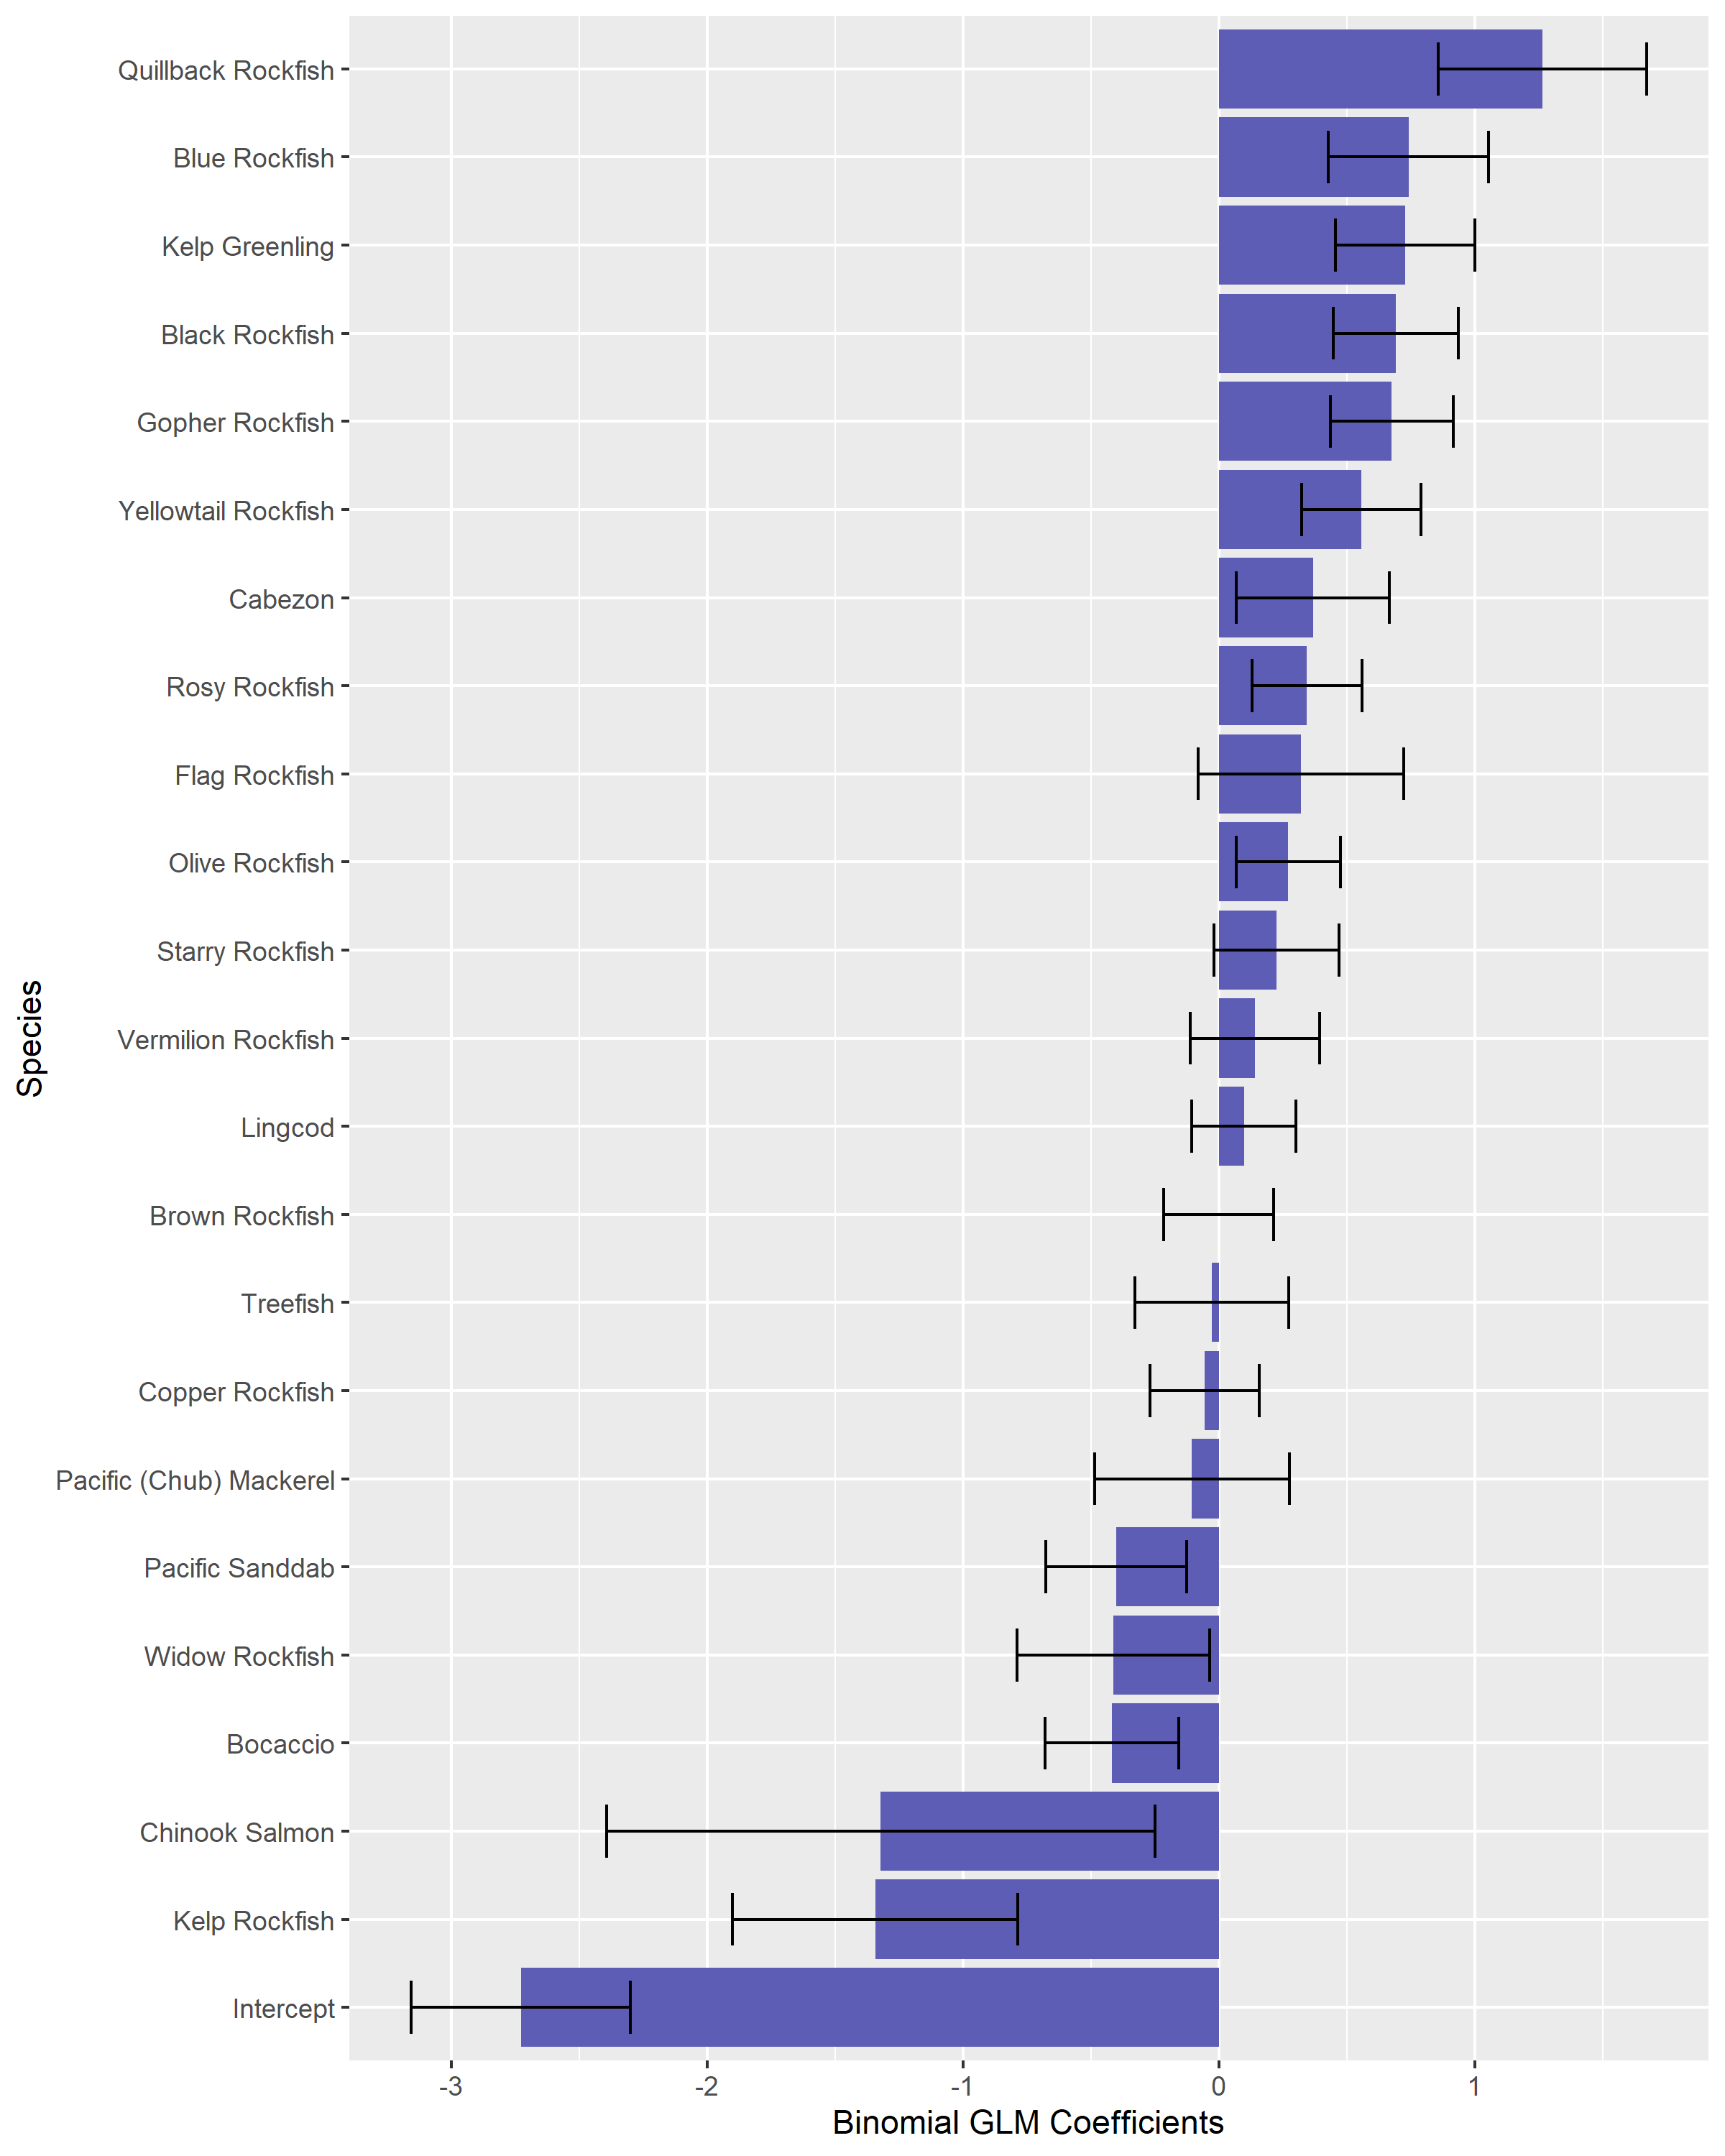 Quillback Rockfish
Blue Rockfish
Kelp Greenling
Black Rockfish
Gopher Rockfish
Yellowtail Rockfish
Cabezon
Rosy Rockfish
Flag Rockfish
Olive Rockfish
Starry Rockfish
Vermilion Rockfish
Lingcod
Brown Rockfish
Treefish
Copper Rockfish
Pacific (Chub) Mackerel
Pacific Sanddab
Widow Rockfish
Bocaccio
Chinook Salmon
Kelp Rockfish
Intercept
Species
-3 -2 -1 0 1
Binomial GLM Coefficients